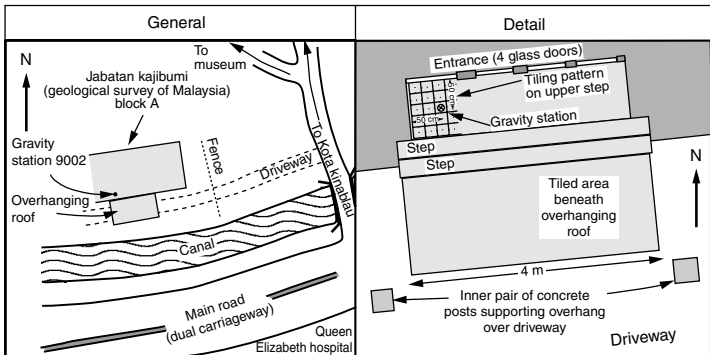 General
N
To
museum
Jabatan kajibumi
(geological survey of Malaysia)
block A
Gravity
station 9002
Overhanging
roof
Fence
Driveway
To Kota kinablau
Canal
Main road
(dual carriageway)
Queen
Elizabeth hospital
Detail
Entrance (4 glass doors)
Tiling pattern
on upper step
50 cm
50 cm
Gravity station
Step
Step
N
Tiled area
beneath
overhanging
roof
4 m
Inner pair of concrete
posts supporting overhang
over driveway
Driveway